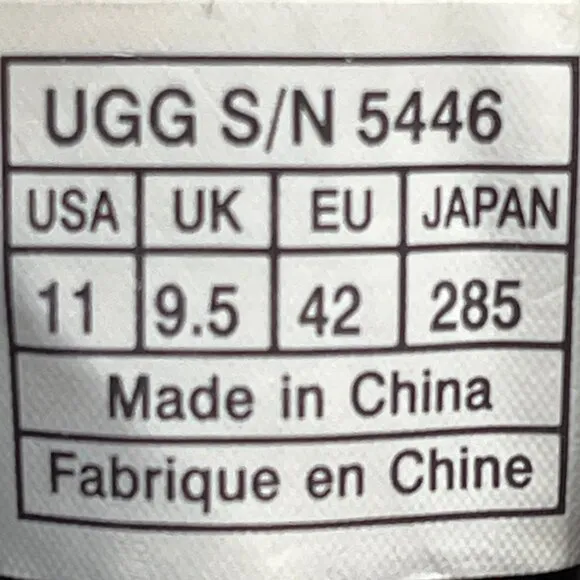 UGG S/N 5446
USA UK EU JAPAN
11 9.5 42 285
Made in China
Fabrique en Chine